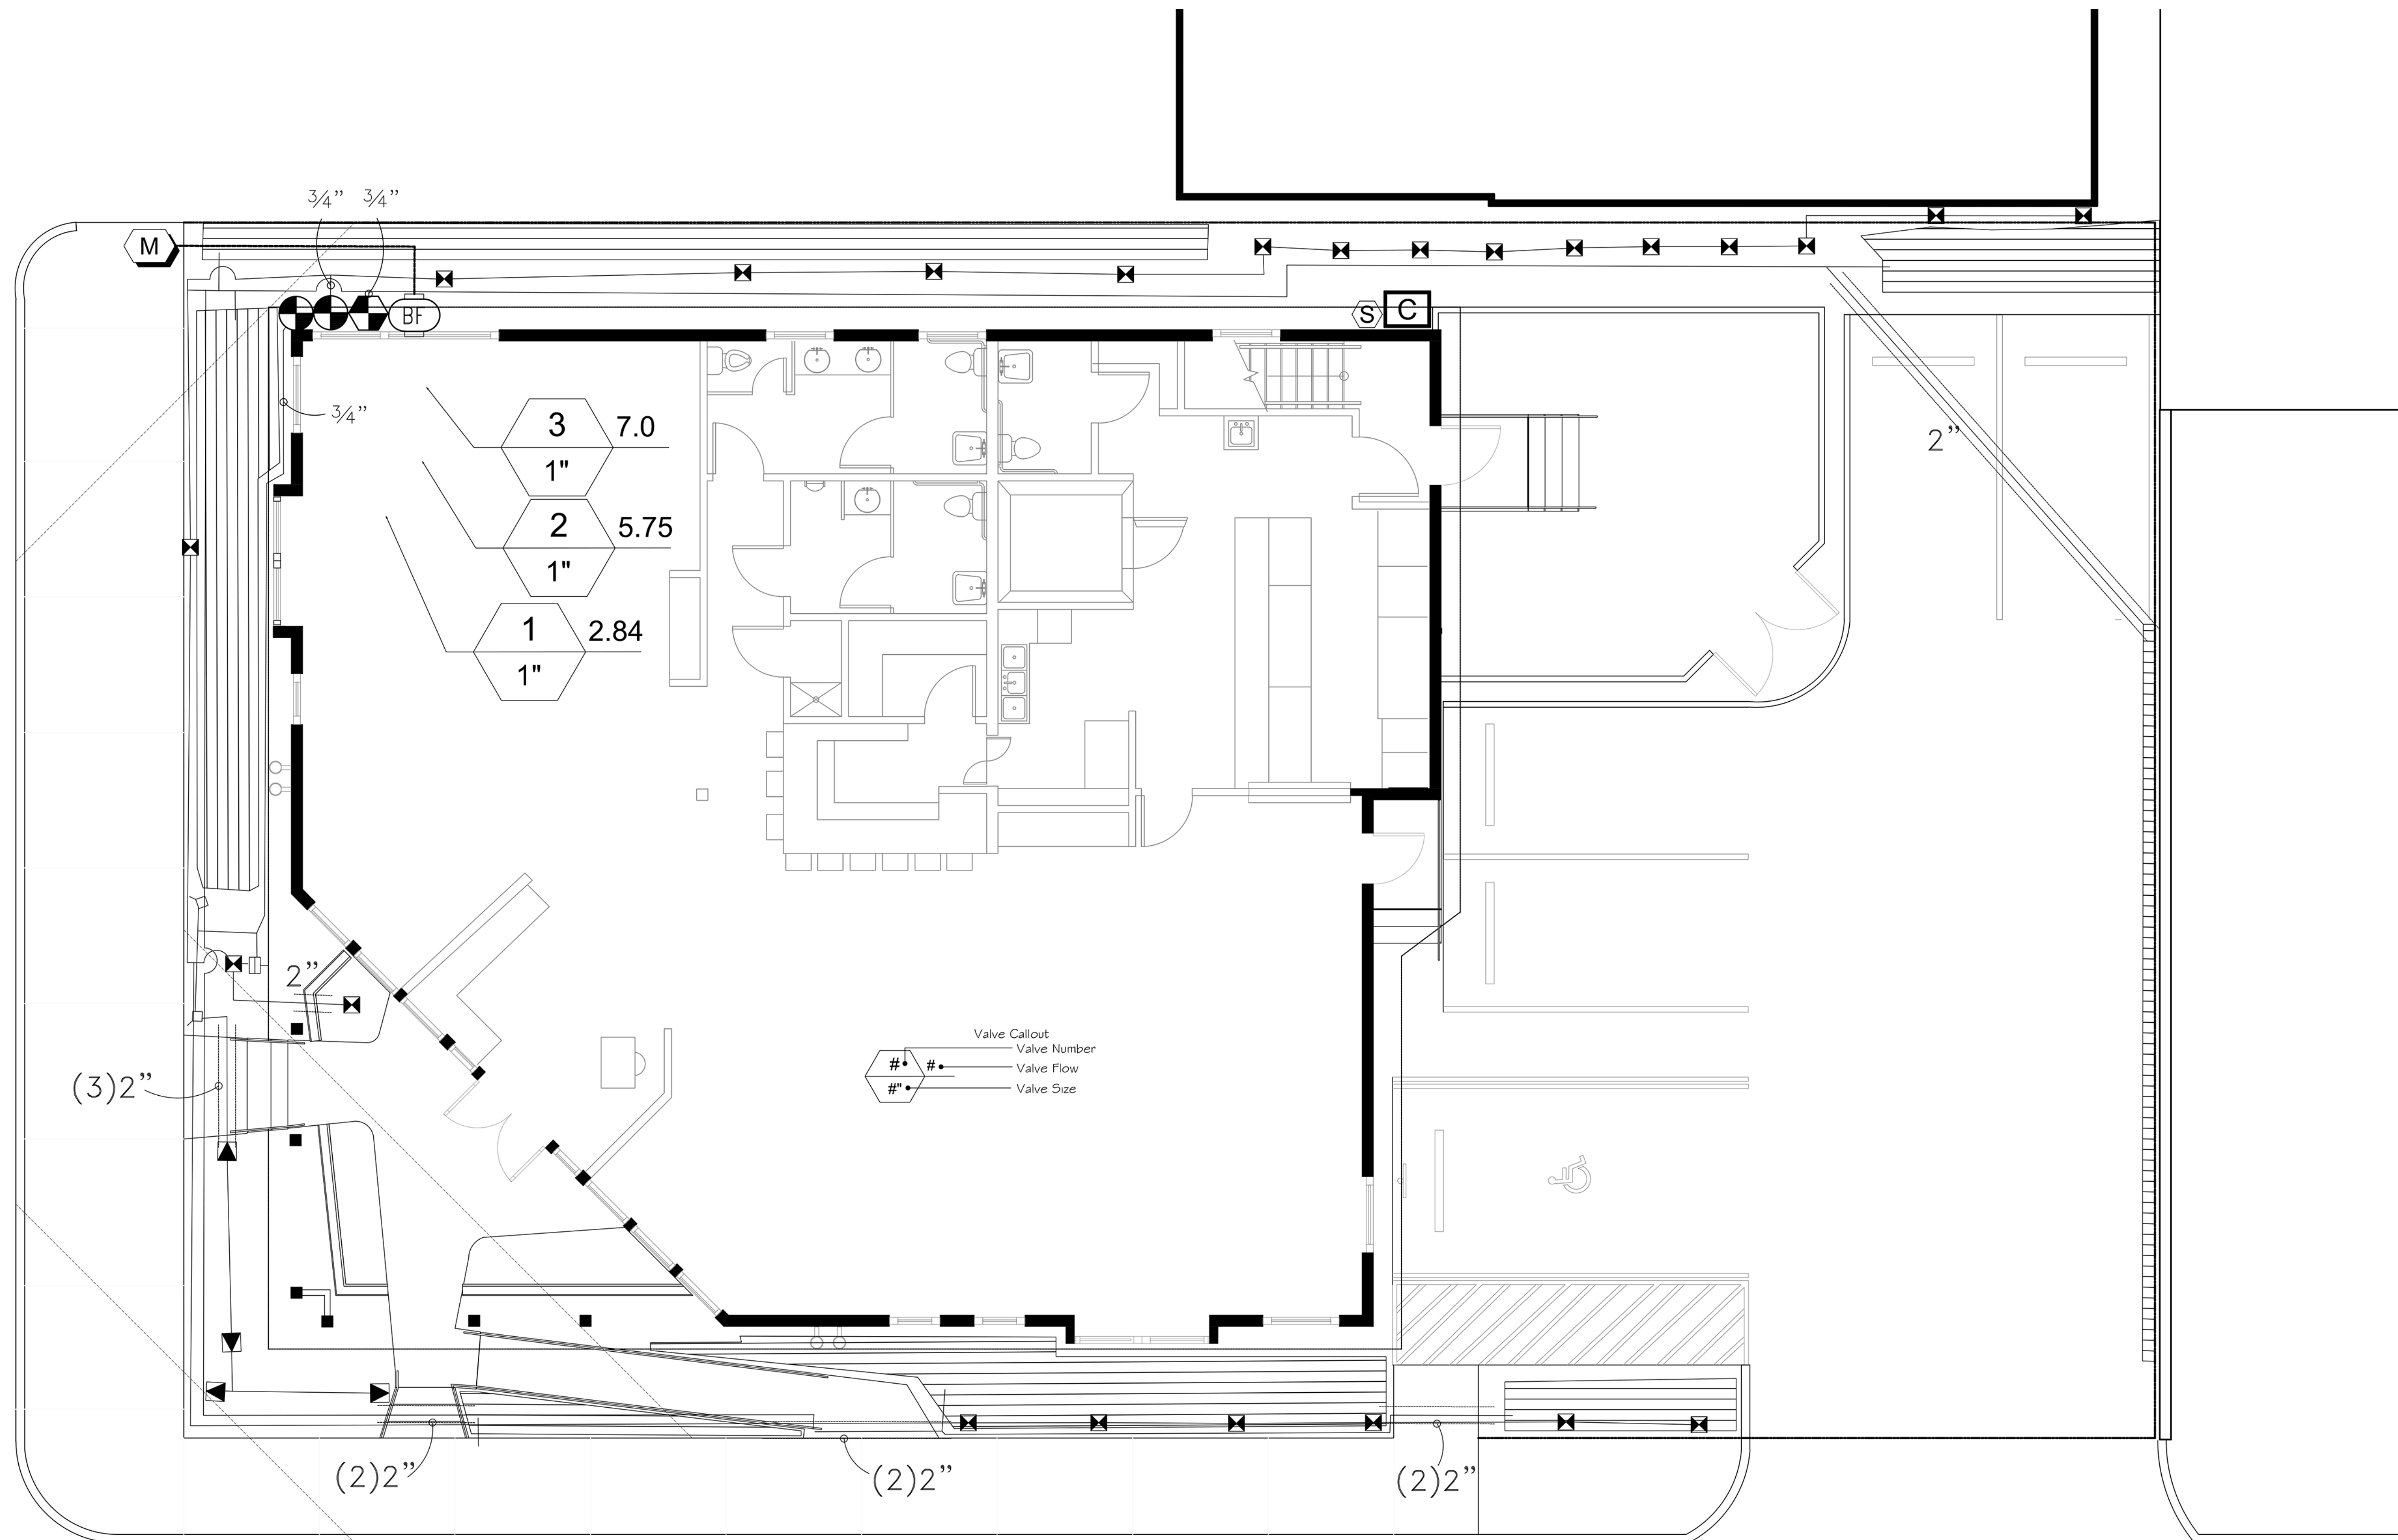 3/4” 3/4”
M
BF
S C
3/4”
3 7.0
1"
2"
2 5.75
1"
1 2.84
1"
2”
Valve Callout
# # Valve Number
Valve Flow
#" Valve Size
(3)2”
(2)2” (2)2” (2)2”